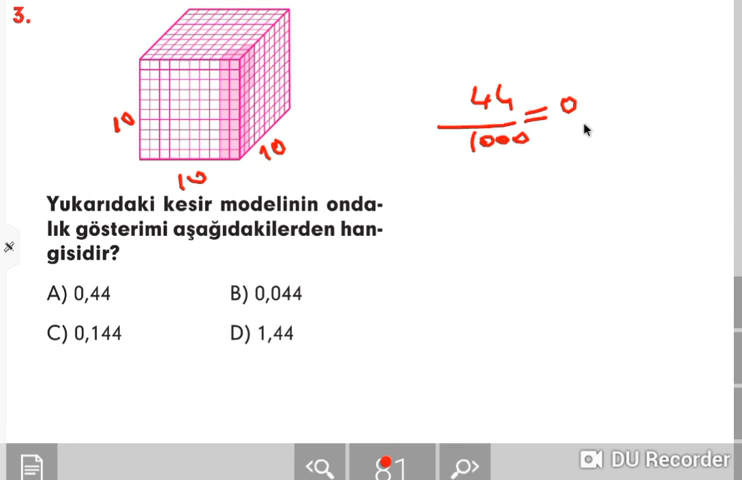 3.
10
10
10
44
1000
= 0
Yukarıdaki kesir modelinin onda-
lık gösterimi aşağıdakilerden han-
gisidir?
A) 0,44
B) 0,044
C) 0,144
D) 1,44
81
DU Recorder